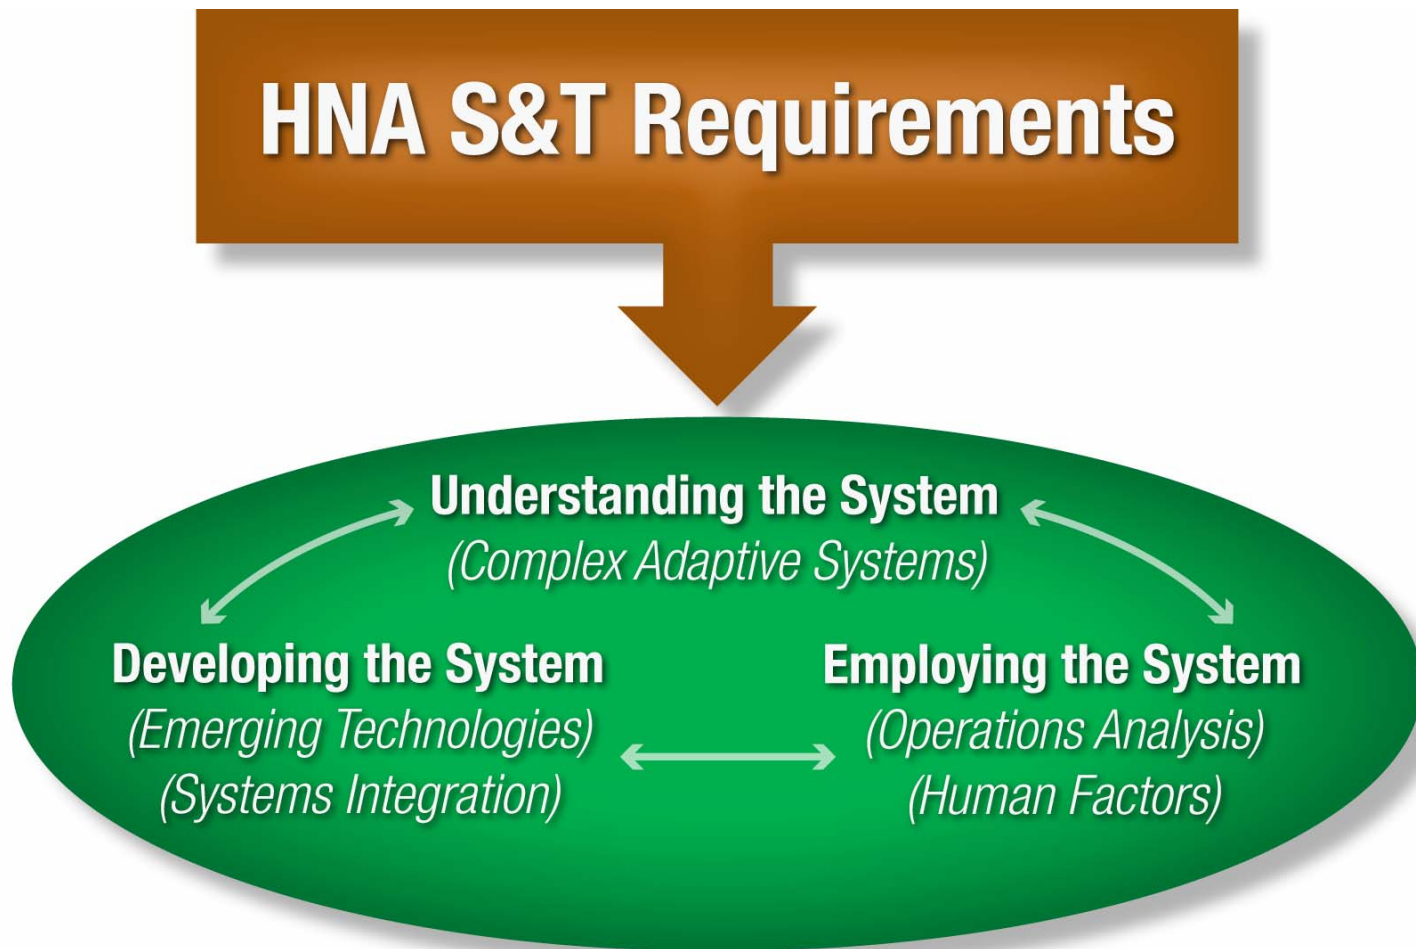 HNA S&T Requirements
Understanding the System
(Complex Adaptive Systems)
Developing the System
(Emerging Technologies)
(Systems Integration)
Employing the System
(Operations Analysis)
(Human Factors)